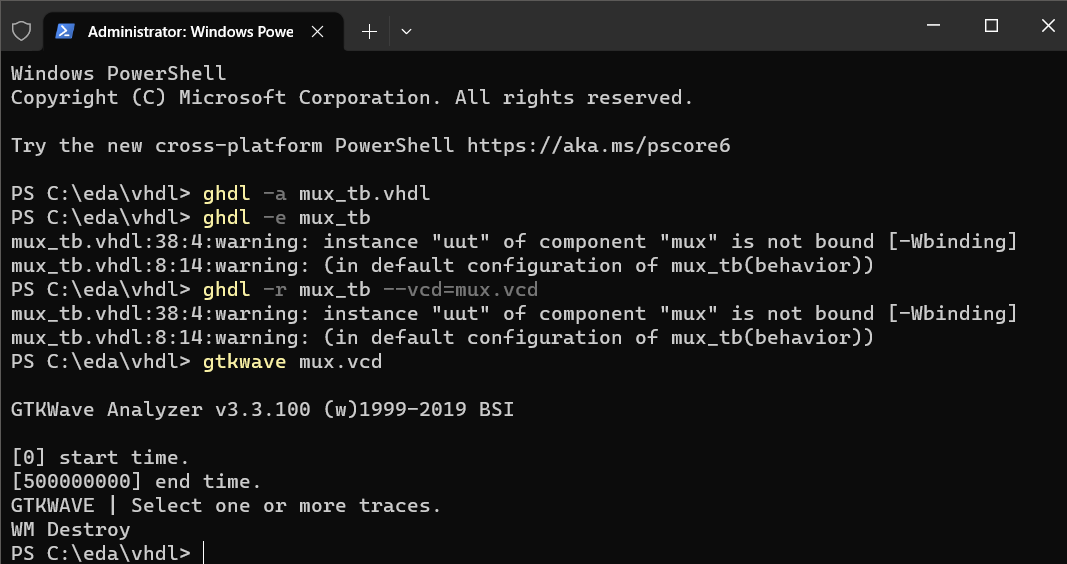 Administrator: Windows Powe
Windows PowerShell
Copyright (C) Microsoft Corporation. All rights reserved.
Try the new cross-platform PowerShell https://aka.ms/pscore6
PS C:\eda\vhdl> ghdl -a mux_tb.vhdl
PS C:\eda\vhdl> ghdl -e mux_tb
mux_tb.vhdl:38:4:warning: instance "uut" of component "mux" is not bound [-Wbinding]
mux_tb.vhdl:8:14:warning: (in default configuration of mux_tb(behavior))
PS C:\eda\vhdl> ghdl -r mux_tb --vcd=mux.vcd
mux_tb.vhdl:38:4:warning: instance "uut" of component "mux" is not bound [-Wbinding]
mux_tb.vhdl:8:14:warning: (in default configuration of mux_tb(behavior))
PS C:\eda\vhdl> gtkwave mux.vcd
GTKWave Analyzer v3.3.100 (w)1999-2019 BSI
[0] start time.
[500000000] end time.
GTKWAVE | Select one or more traces.
WM Destroy
PS C:\eda\vhdl>